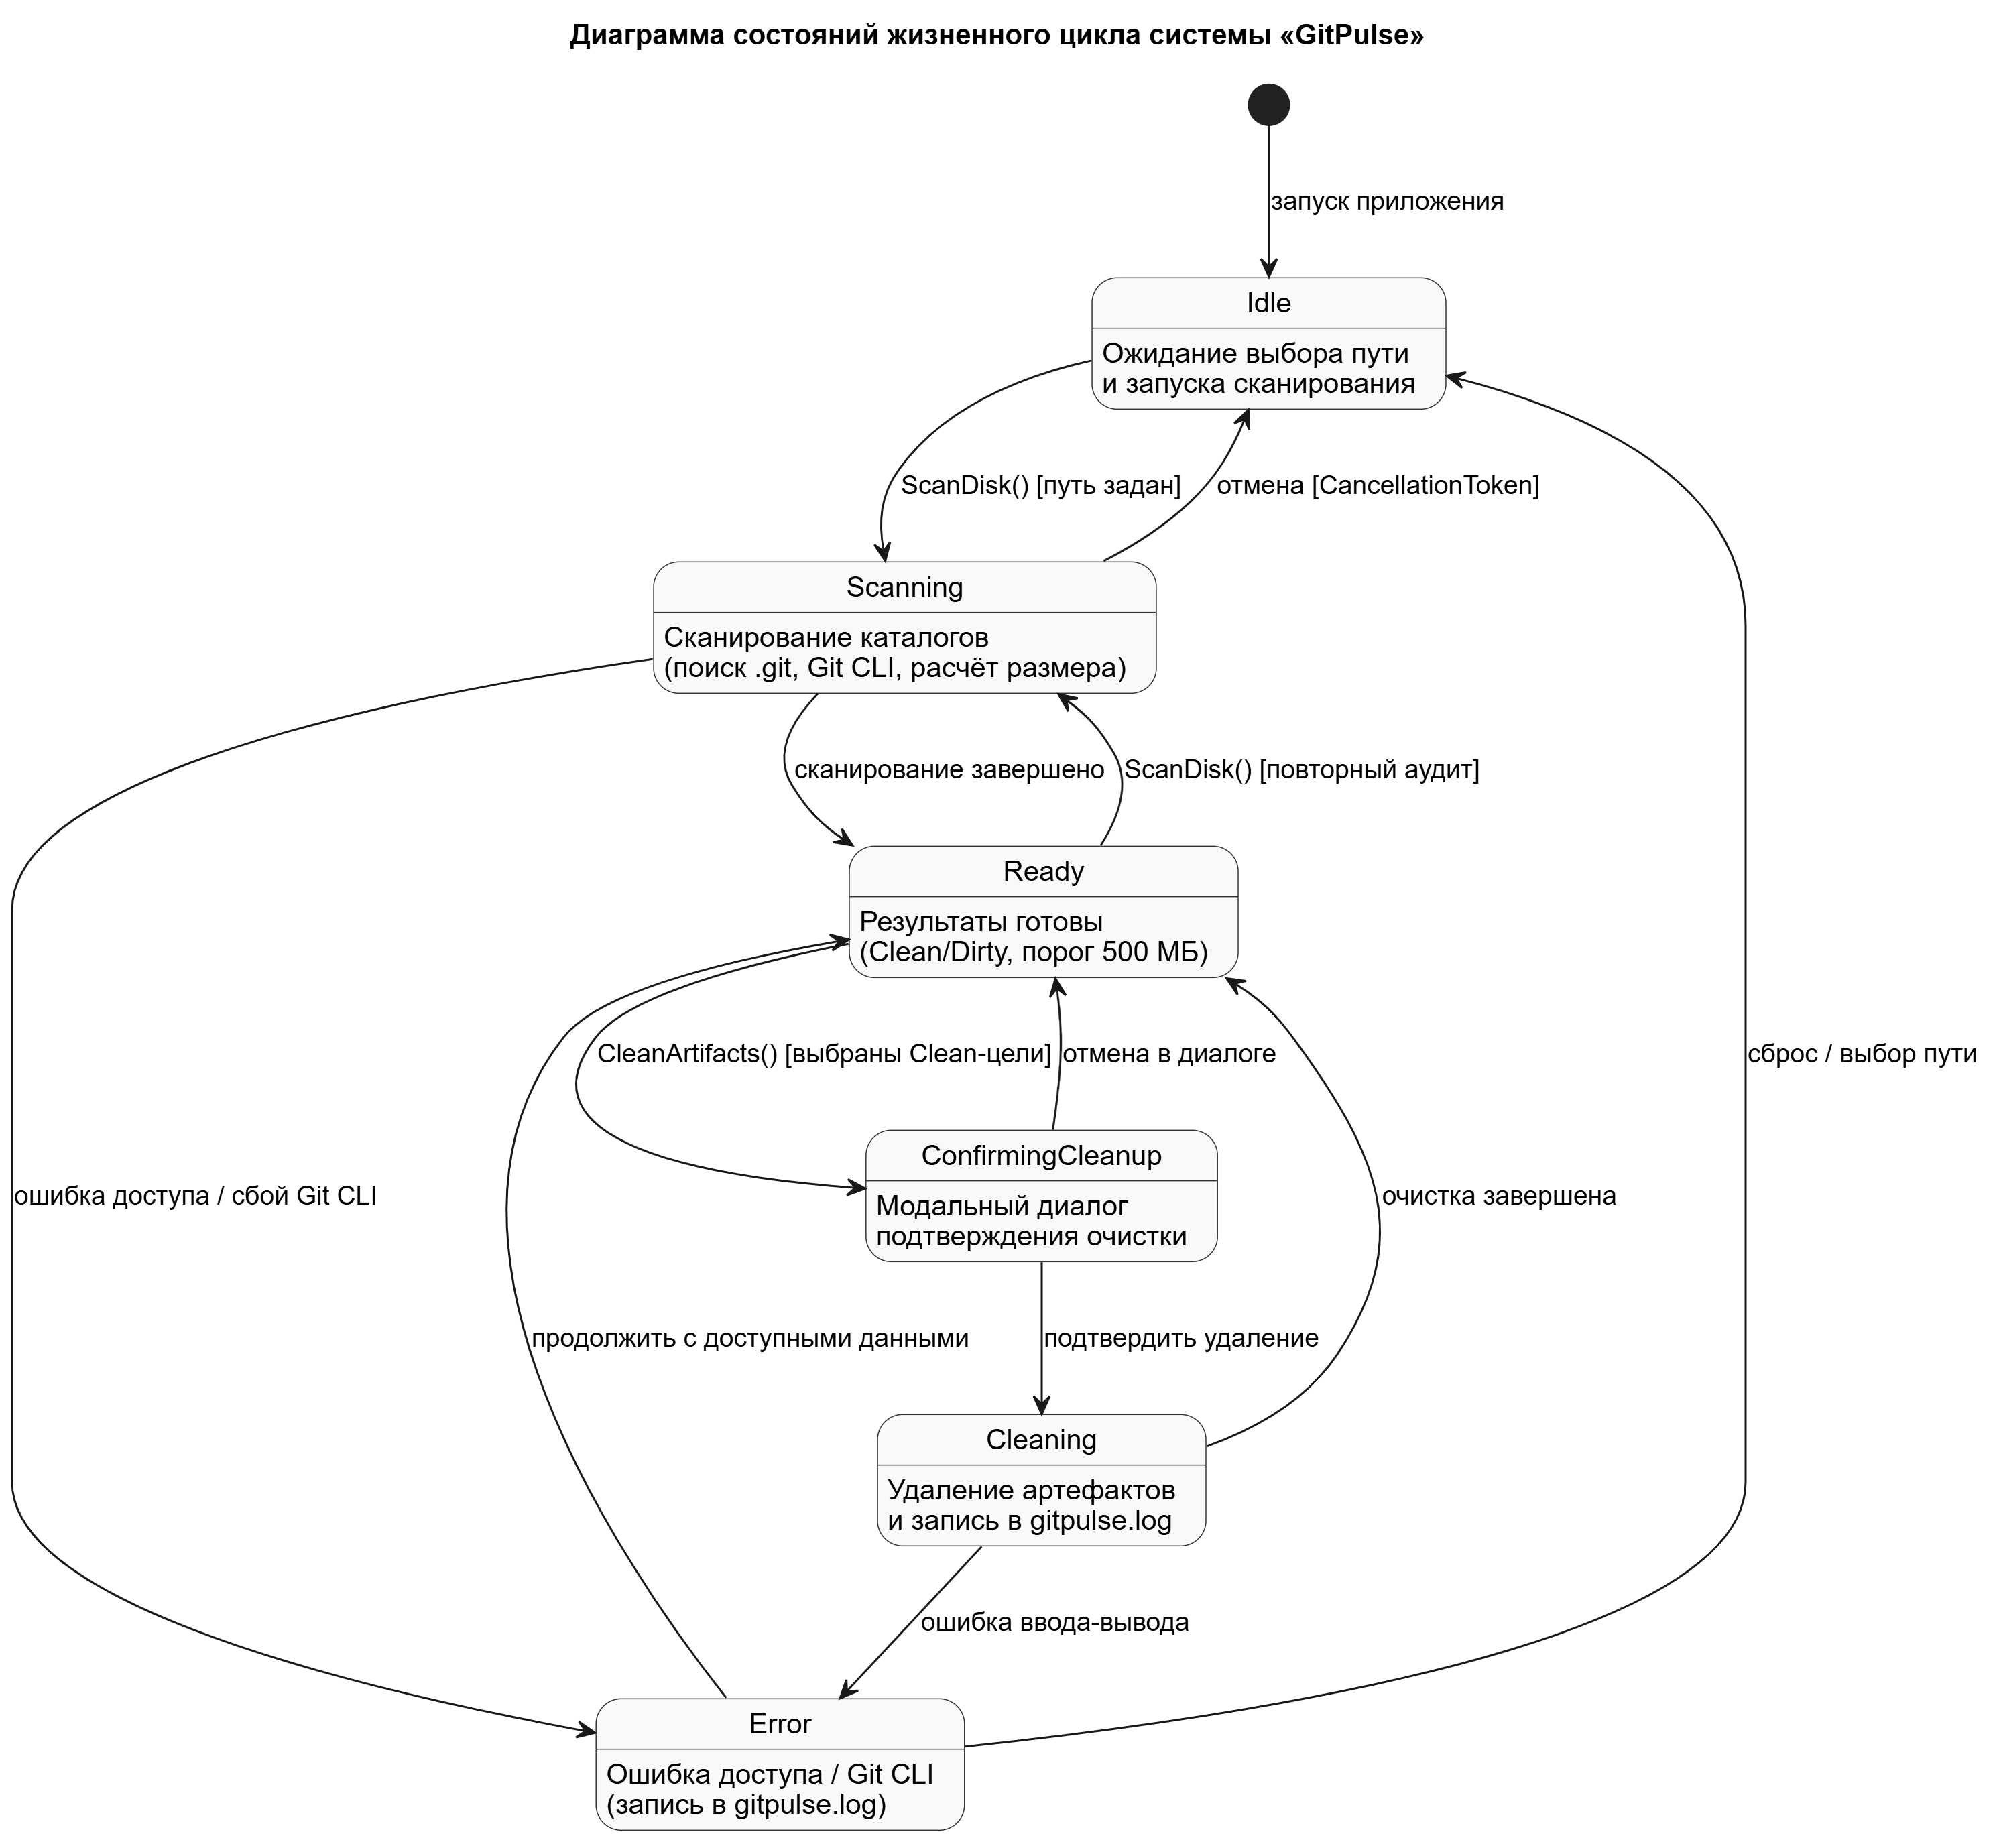 Диаграмма состояний жизненного цикла системы «GitPulse»
запуск приложения
Idle
Ожидание выбора пути
и запуска сканирования
ScanDisk() [путь задан]
отмена [CancellationToken]
Scanning
Сканирование каталогов
(поиск .git, Git CLI, расчёт размера)
сканирование завершено
ScanDisk() [повторный аудит]
Ready
Результаты готовы
(Clean/Dirty, порог 500 МБ)
CleanArtifacts() [выбраны Clean-цели]
отмена в диалоге
сброс / выбор пути
ConfirmingCleanup
Модальный диалог
подтверждения очистки
ошибка доступа / сбой Git CLI
очистка завершена
продолжить с доступными данными
подтвердить удаление
Cleaning
Удаление артефактов
и запись в gitpulse.log
ошибка ввода-вывода
Error
Ошибка доступа / Git CLI
(запись в gitpulse.log)